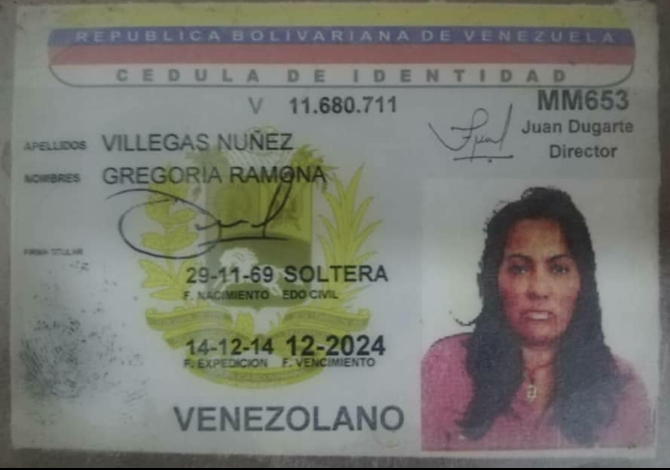 REPUBLICA BOLIVARIANA DE VENEZUELA
CEDULA DE IDENTIDAD
V 11.680.711
MM653
Juan Dugarte
Director
APELLIDOS VILLEGAS NUÑEZ
NOMBRES GREGORIA RAMONA
FIRMA TITULAR
29-11-69 SOLTERA
F. NACIMIENTO EDO CIVIL
14-12-14 12-2024
F. EXPEDICION F. VENCIMIENTO
VENEZOLANO